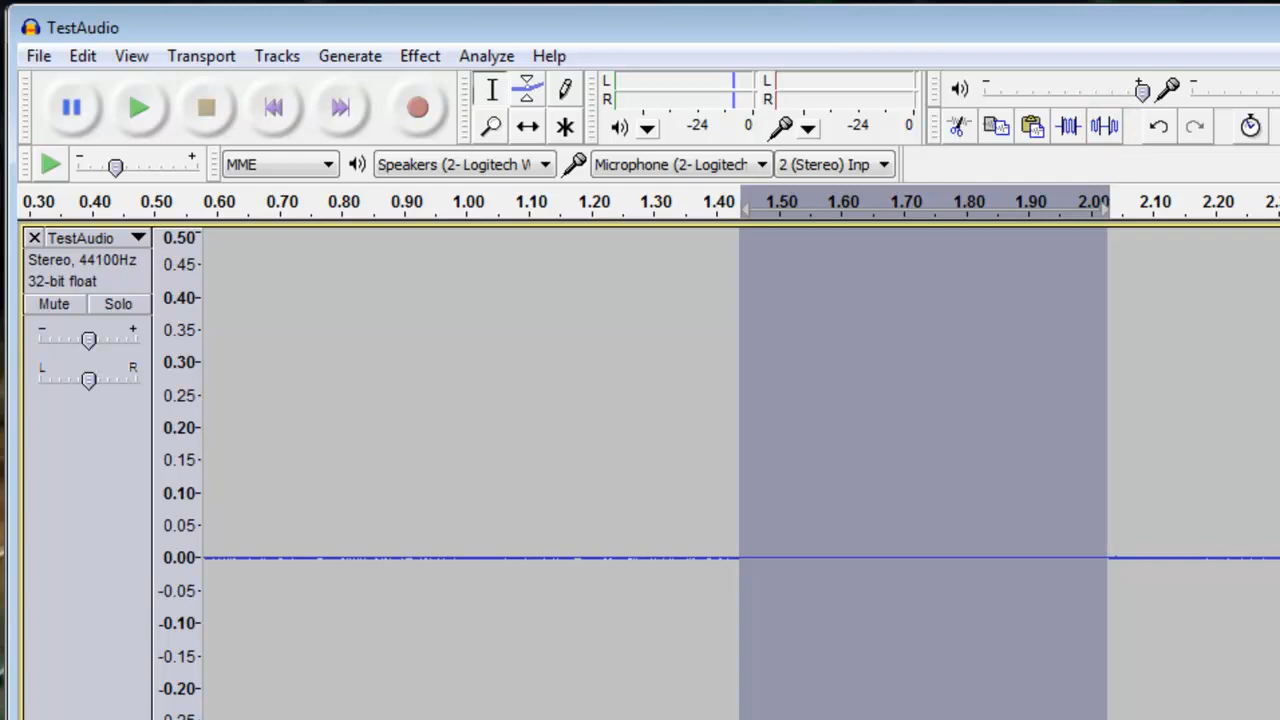 TestAudio
File Edit View Transport Tracks Generate Effect Analyze Help
L
R
-24 0
L
R
-24 0
MME
Speakers (2- Logitech W
Microphone (2- Logitech
2 (Stereo) Inp
0.30 0.40 0.50 0.60 0.70 0.80 0.90 1.00 1.10 1.20 1.30 1.40 1.50 1.60 1.70 1.80 1.90 2.00 2.10 2.20
TestAudio
Stereo, 44100Hz
32-bit float
Mute Solo
- +
L R
0.50
0.45
0.40
0.35
0.30
0.25
0.20
0.15
0.10
0.05
0.00
-0.05
-0.10
-0.15
-0.20